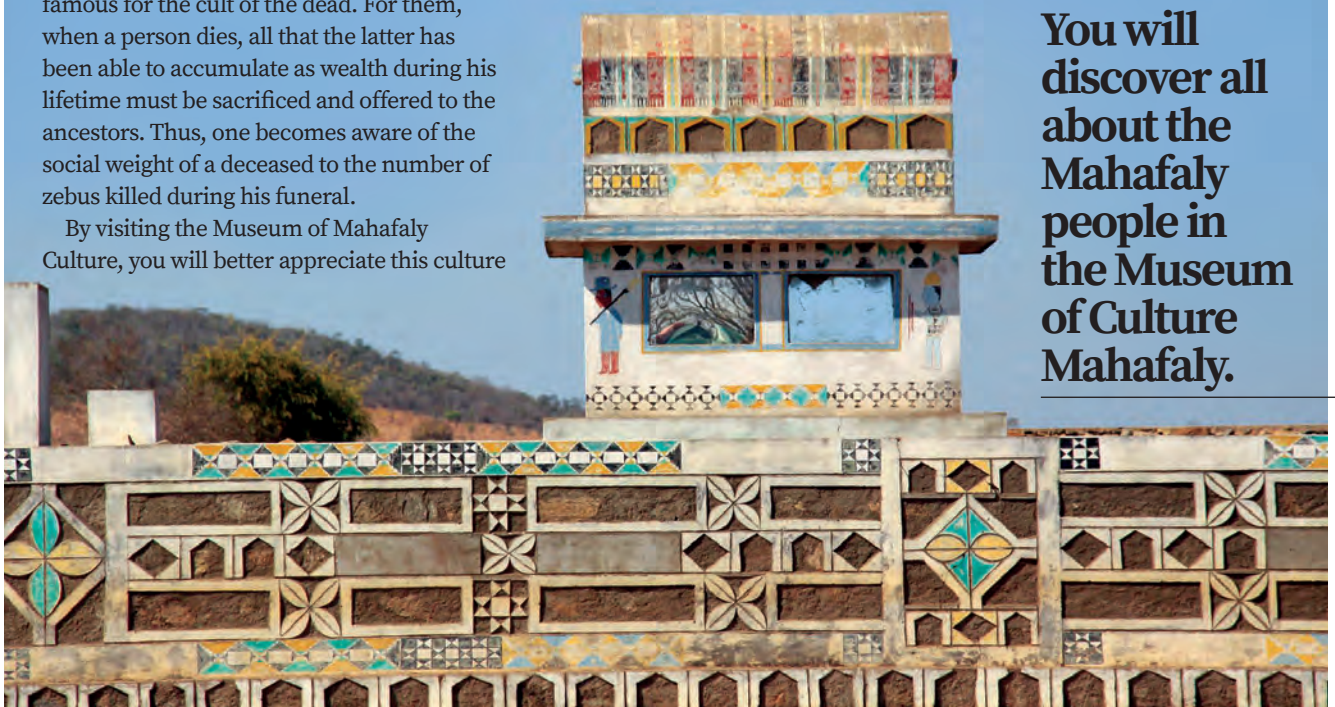 famous for the cult of the dead. For them,
when a person dies, all that the latter has
been able to accumulate as wealth during his
lifetime must be sacrificed and offered to the
ancestors. Thus, one becomes aware of the
social weight of a deceased to the number of
zebus killed during his funeral.
By visiting the Museum of Mahafaly
Culture, you will better appreciate this culture
You will
discover all
about the
Mahafaly
people in
the Museum
of Culture
Mahafaly.